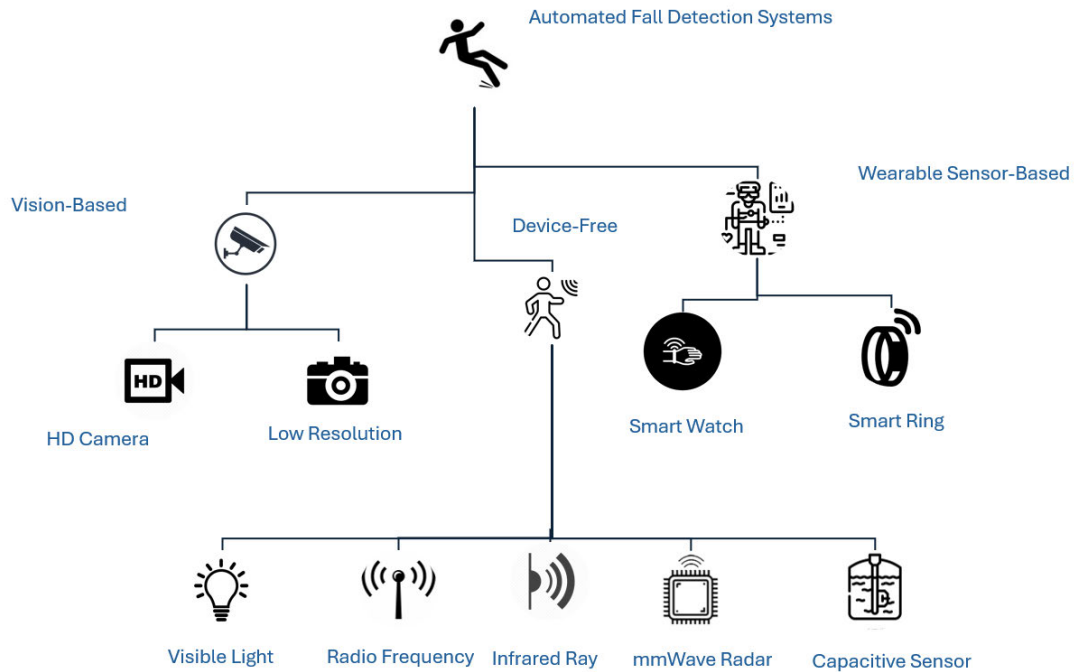 Automated Fall Detection Systems
Wearable Sensor-Based
Vision-Based
Device-Free
HD
HD Camera
Low Resolution
Smart Watch
Smart Ring
Visible Light
Radio Frequency
Infrared Ray
mmWave Radar
Capacitive Sensor